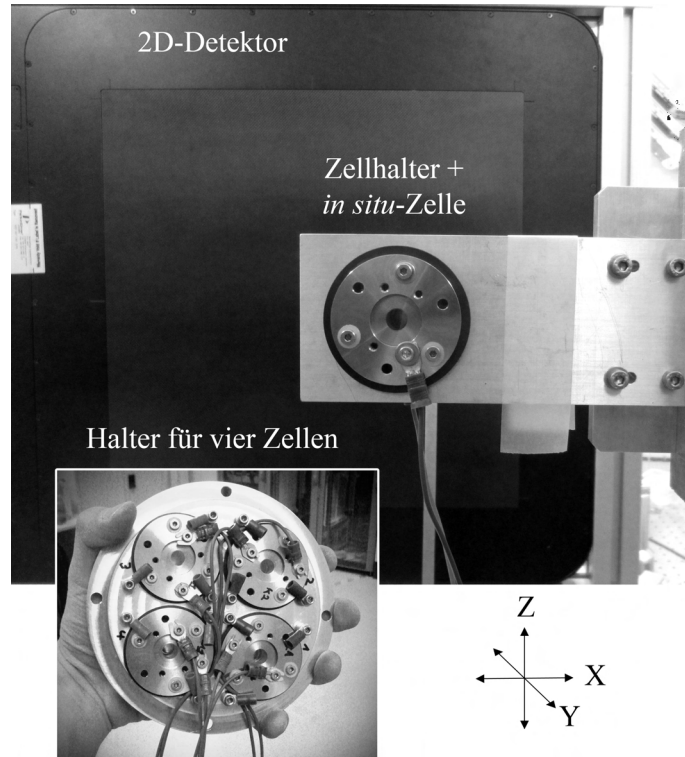 2D-Detektor
Zellhalter +
in situ-Zelle
Halter für vier Zellen
Z
X
Y